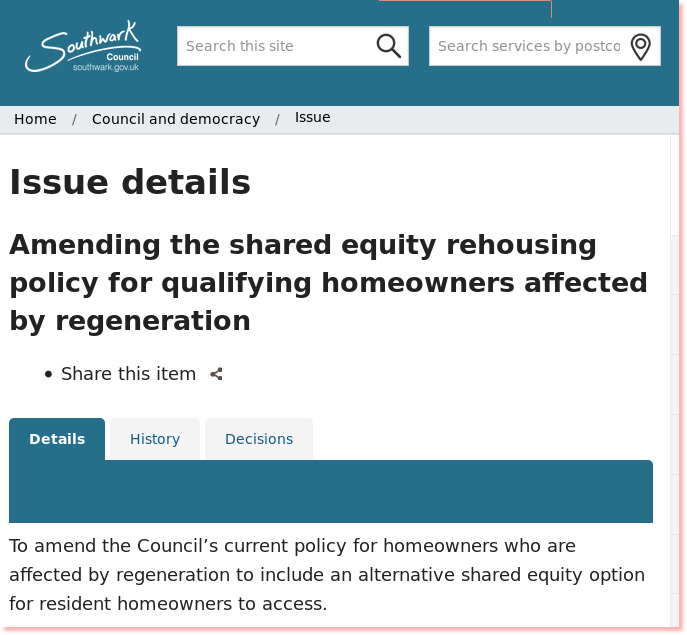 Southwark
Council
southwark.gov.uk
Search this site
Search services by postco
Home / Council and democracy / Issue
Issue details
Amending the shared equity rehousing
policy for qualifying homeowners affected
by regeneration
• Share this item
Details
History
Decisions
To amend the Council’s current policy for homeowners who are
affected by regeneration to include an alternative shared equity option
for resident homeowners to access.